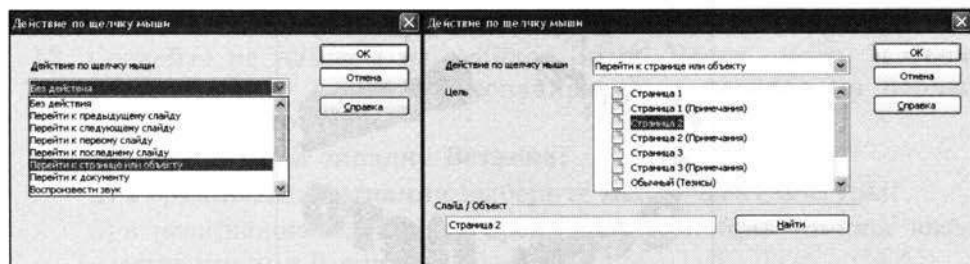 Действие по щелчку мыши
Действие по щелчку мыши
Без действия
Без действия
Перейти к предыдущему слайду
Перейти к следующему слайду
Перейти к первому слайду
Перейти к последнему слайду
Перейти к странице или объекту
Перейти к документу
Воспроизвести звук
ОК
Отмена
Справка
Действие по щелчку мыши
Действие по щелчку мыши
Перейти к странице или объекту
Цель
Страница 1
Страница 1 (Примечания)
Страница 2
Страница 2 (Примечания)
Страница 3
Страница 3 (Примечания)
Обычный (Тезисы)
Слайд / Объект
Страница 2
Найти
ОК
Отмена
Справка